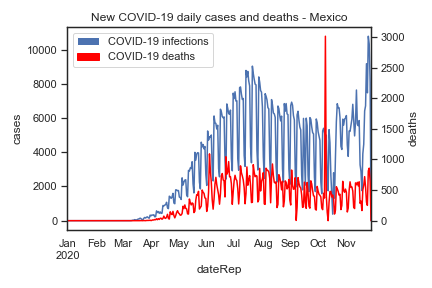 New COVID-19 daily cases and deaths - Mexico
COVID-19 infections
COVID-19 deaths
cases
10000
8000
6000
4000
2000
0
deaths
3000
2500
2000
1500
1000
500
0
Jan Feb Mar Apr May Jun Jul Aug Sep Oct Nov
2020
dateRep